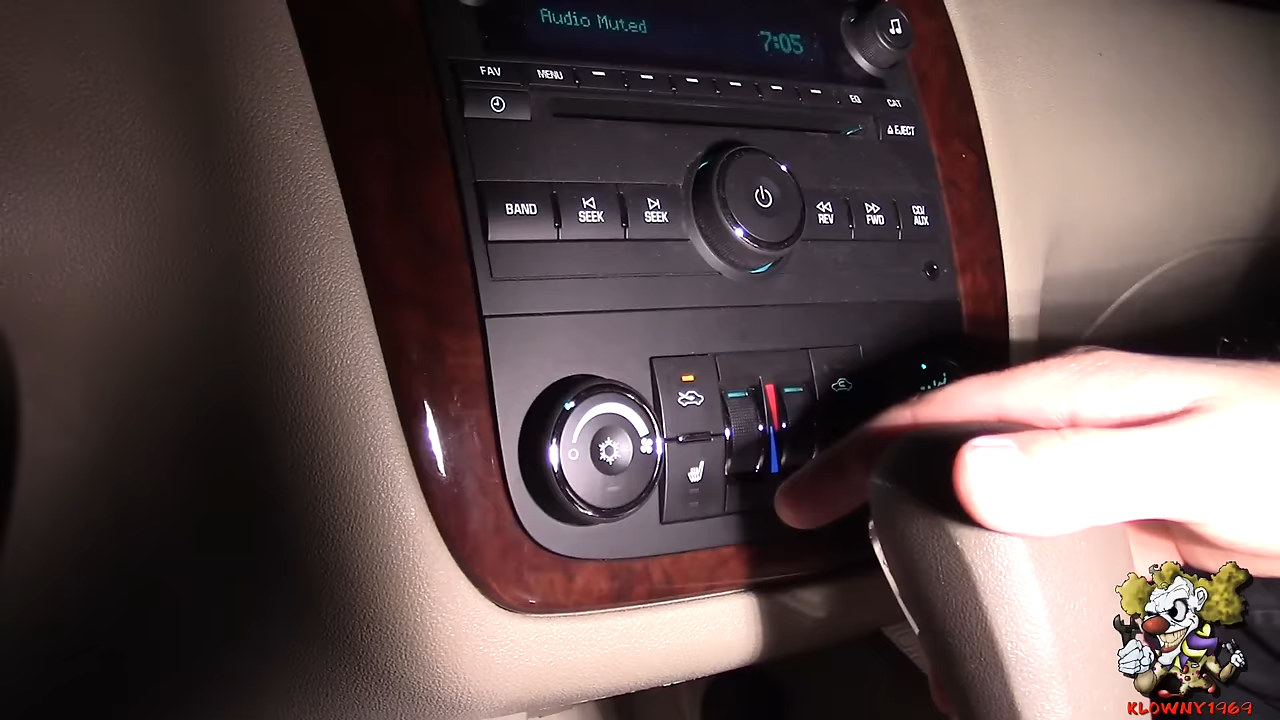 Audio Muted
7:05
FAV
MENU
EQ
CAT
EJECT
BAND
SEEK
SEEK
REV
FWD
CD/
AUX
KLOWNY1969